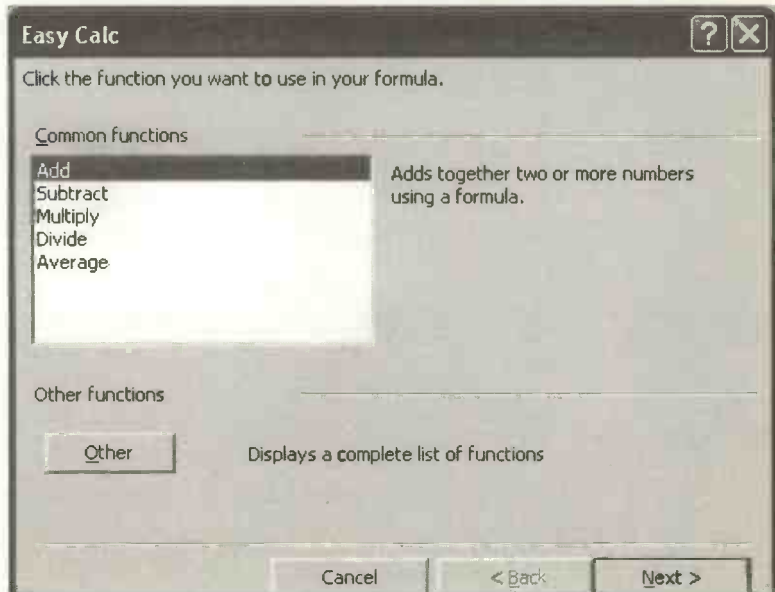 Easy Calc
Click the function you want to use in your formula.
Common functions
Add
Subtract
Multiply
Divide
Average
Adds together two or more numbers
using a formula.
Other functions
Other
Displays a complete list of functions
Cancel
< Back
Next >